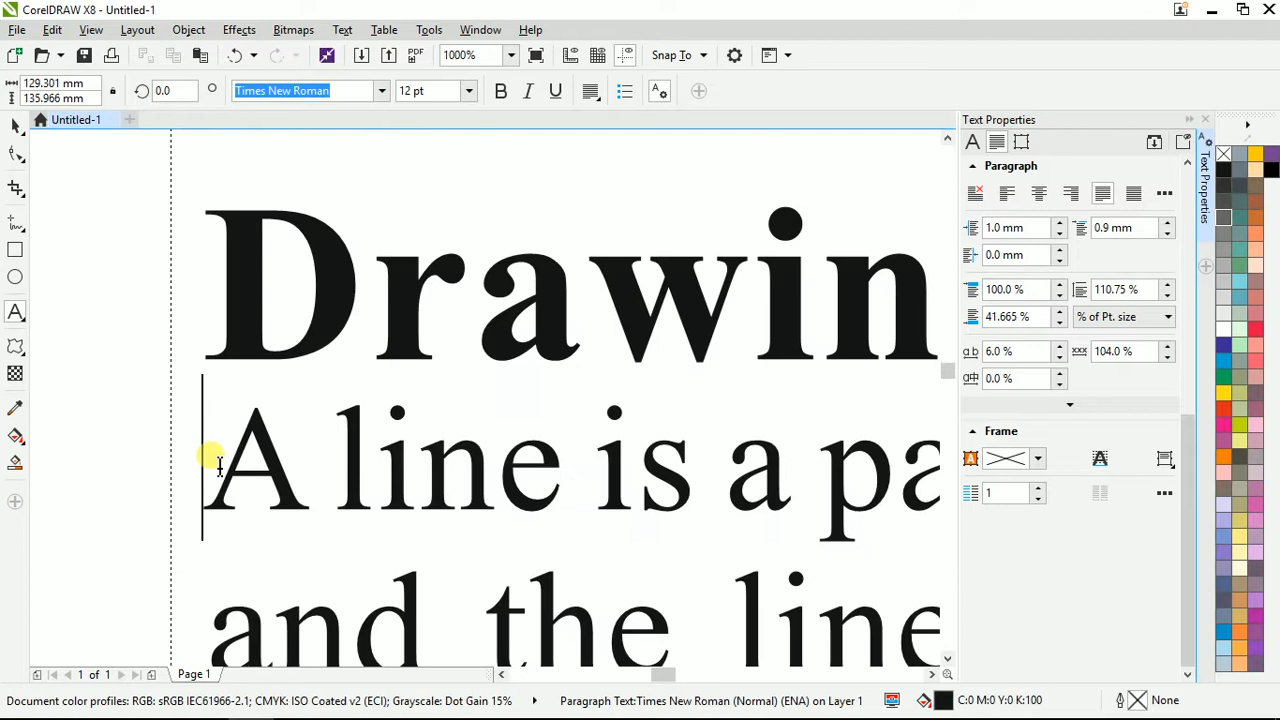 CorelDRAW X8 - Untitled-1
File Edit View Layout Object Effects Bitmaps Text Table Tools Window Help
PDF 1000% Snap To
129.301 mm
135.966 mm
0.0 Times New Roman 12 pt B I U
Untitled-1
Text Properties
Paragraph
1.0 mm 0.9 mm
0.0 mm
100.0 % 110.75 %
41.665 % % of Pt. size
6.0 % 104.0 %
0.0 %
Frame
1
Text Properties
Drawin
A line is a pa
and the line
1 of 1 Page 1
Document color profiles: RGB: sRGB IEC61966-2.1; CMYK: ISO Coated v2 (ECI); Grayscale: Dot Gain 15% Paragraph Text:Times New Roman (Normal) (ENA) on Layer 1 C:0 M:0 Y:0 K:100 None